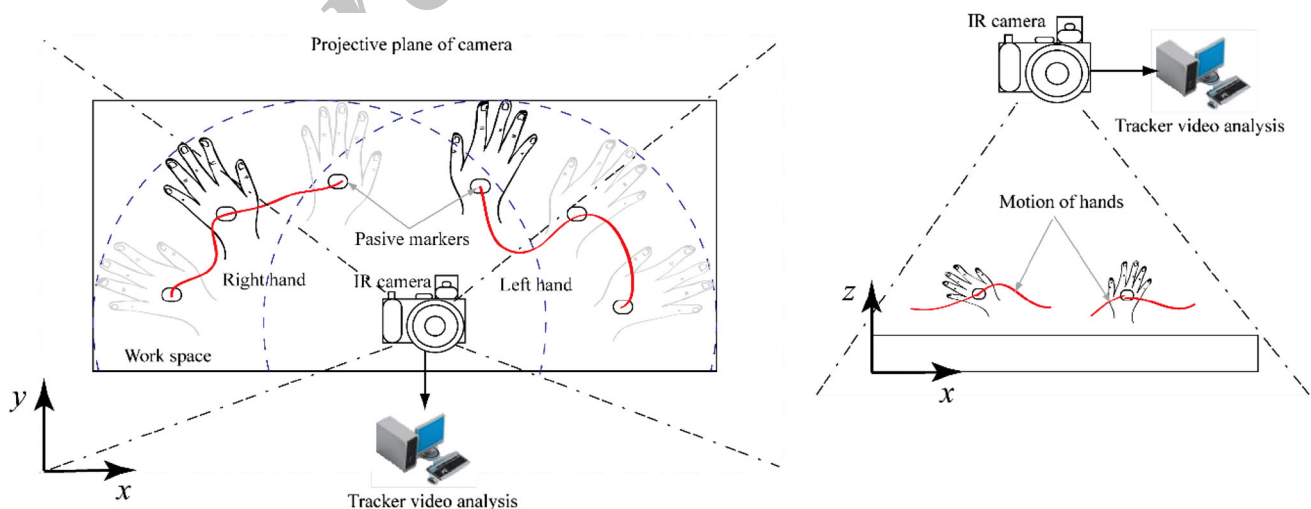 Projective plane of camera
Pasive markers
Right hand
IR camera
Left hand
Work space
y
x
Tracker video analysis
IR camera
Tracker video analysis
Motion of hands
z
x